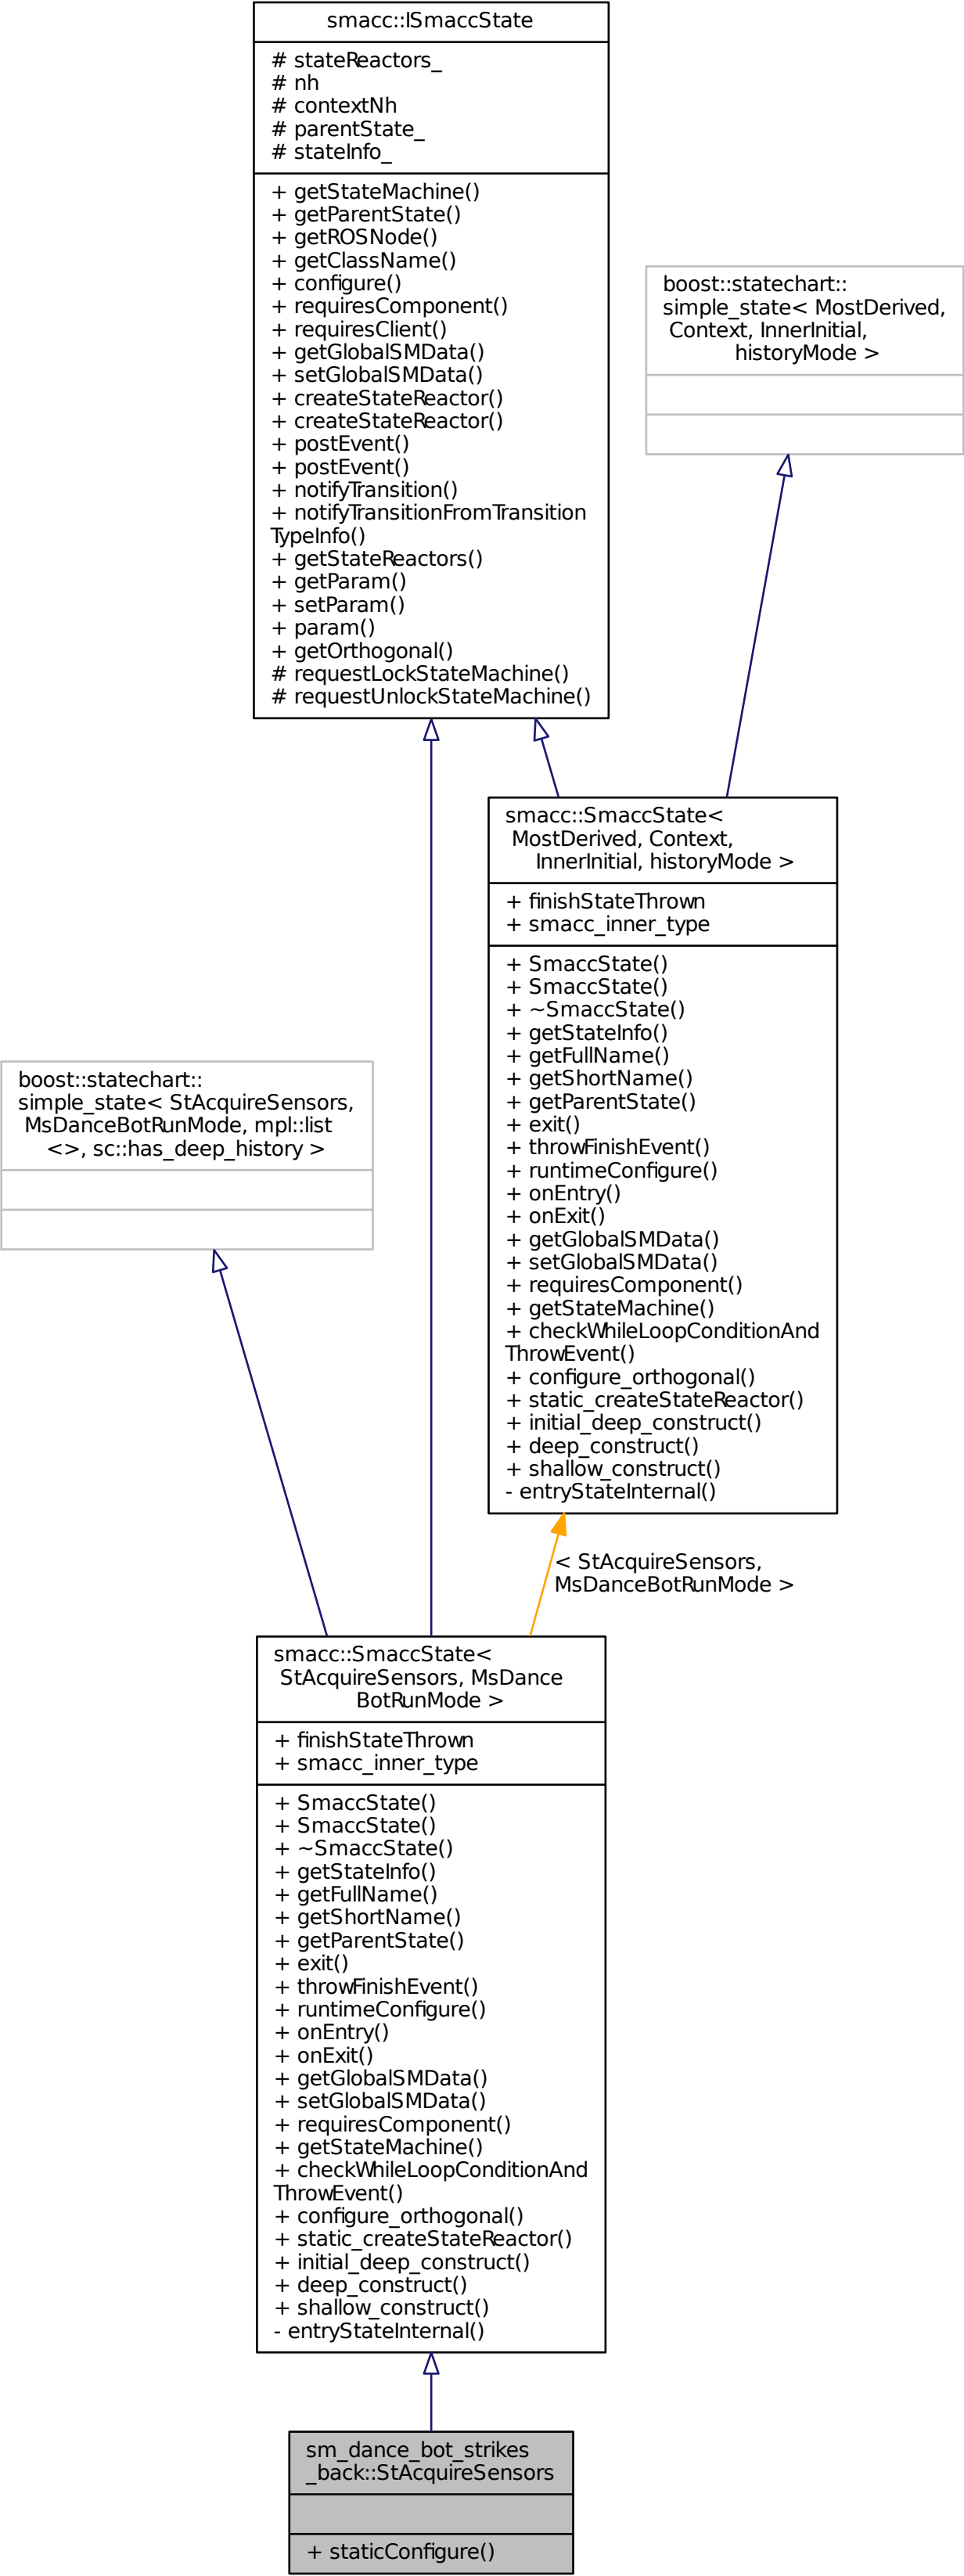 smacc::ISmaccState
# stateReactors_
# nh
# contextNh
# parentState_
# stateInfo_
+ getStateMachine()
+ getParentState()
+ getROSNode()
+ getClassName()
+ configure()
+ requiresComponent()
+ requiresClient()
+ getGlobalSMData()
+ setGlobalSMData()
+ createStateReactor()
+ createStateReactor()
+ postEvent()
+ postEvent()
+ notifyTransition()
+ notifyTransitionFromTransition
TypeInfo()
+ getStateReactors()
+ getParam()
+ setParam()
+ param()
+ getOrthogonal()
# requestLockStateMachine()
# requestUnlockStateMachine()
boost::statechart::
simple_state< MostDerived,
Context, InnerInitial,
historyMode >
smacc::SmaccState<
MostDerived, Context,
InnerInitial, historyMode >
+ finishStateThrown
+ smacc_inner_type
+ SmaccState()
+ SmaccState()
+ ~SmaccState()
+ getStateInfo()
+ getFullName()
+ getShortName()
+ getParentState()
+ exit()
+ throwFinishEvent()
+ runtimeConfigure()
+ onEntry()
+ onExit()
+ getGlobalSMData()
+ setGlobalSMData()
+ requiresComponent()
+ getStateMachine()
+ checkWhileLoopConditionAnd
ThrowEvent()
+ configure_orthogonal()
+ static_createStateReactor()
+ initial_deep_construct()
+ deep_construct()
+ shallow_construct()
- entryStateInternal()
boost::statechart::
simple_state< StAcquireSensors,
MsDanceBotRunMode, mpl::list
<>, sc::has_deep_history >
< StAcquireSensors,
MsDanceBotRunMode >
smacc::SmaccState<
StAcquireSensors, MsDance
BotRunMode >
+ finishStateThrown
+ smacc_inner_type
+ SmaccState()
+ SmaccState()
+ ~SmaccState()
+ getStateInfo()
+ getFullName()
+ getShortName()
+ getParentState()
+ exit()
+ throwFinishEvent()
+ runtimeConfigure()
+ onEntry()
+ onExit()
+ getGlobalSMData()
+ setGlobalSMData()
+ requiresComponent()
+ getStateMachine()
+ checkWhileLoopConditionAnd
ThrowEvent()
+ configure_orthogonal()
+ static_createStateReactor()
+ initial_deep_construct()
+ deep_construct()
+ shallow_construct()
- entryStateInternal()
sm_dance_bot_strikes
_back::StAcquireSensors
+ staticConfigure()